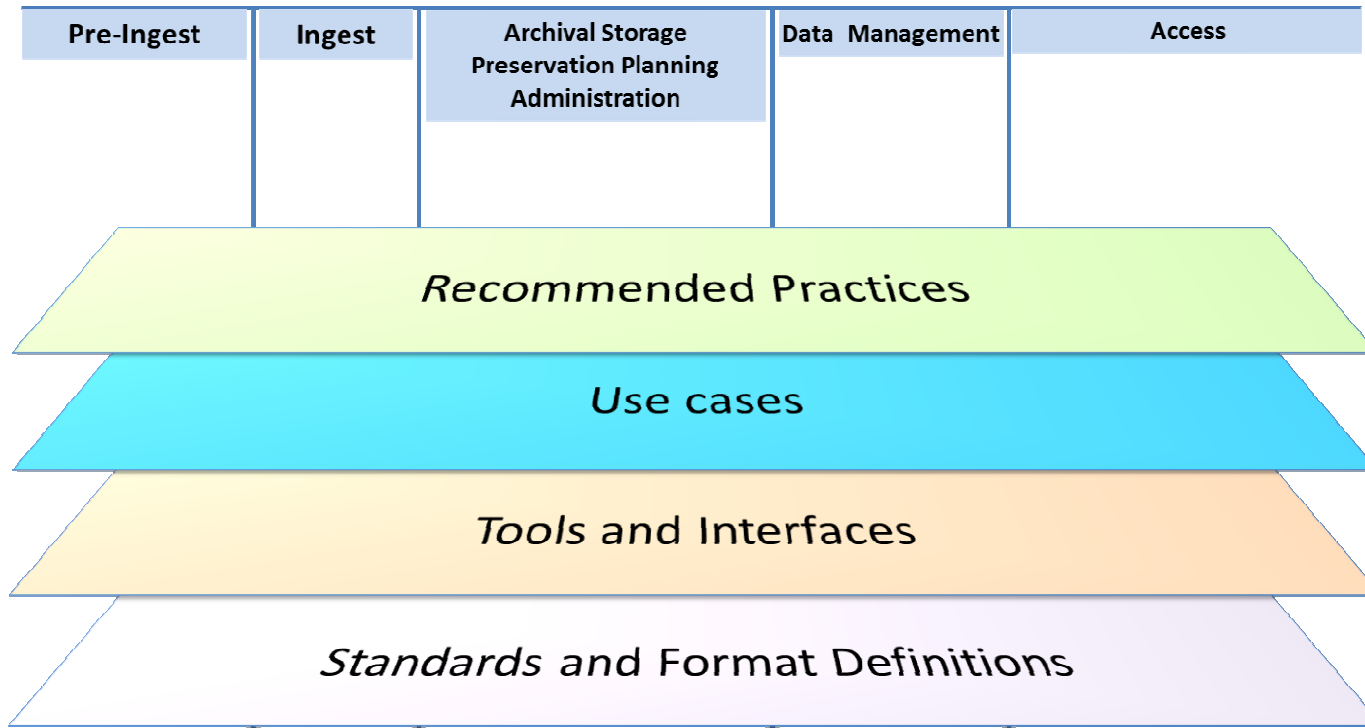 Pre-Ingest
Ingest
Archival Storage
Preservation Planning
Administration
Data Management
Access
Recommended Practices
Use cases
Tools and Interfaces
Standards and Format Definitions